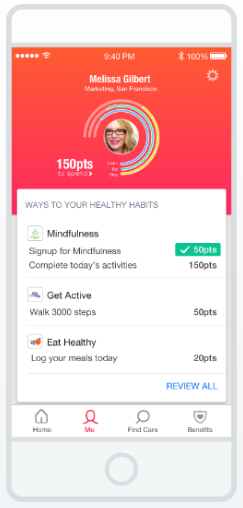 9:40 PM
100%
Melissa Gilbert
Marketing, San Francisco
150pts
to spend
WAYS TO YOUR HEALTHY HABITS
Mindfulness
Signup for Mindfulness
50pts
Complete today's activities
150pts
Get Active
Walk 3000 steps
50pts
Eat Healthy
Log your meals today
20pts
REVIEW ALL
Home
Me
Find Care
Benefits